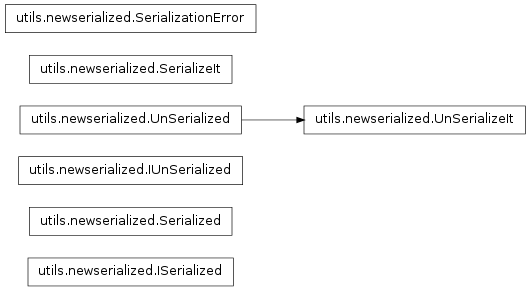 utils.newserialized.SerializationError
utils.newserialized.SerializeIt
utils.newserialized.UnSerialized
utils.newserialized.UnSerializeIt
utils.newserialized.IUnSerialized
utils.newserialized.Serialized
utils.newserialized.ISerialized